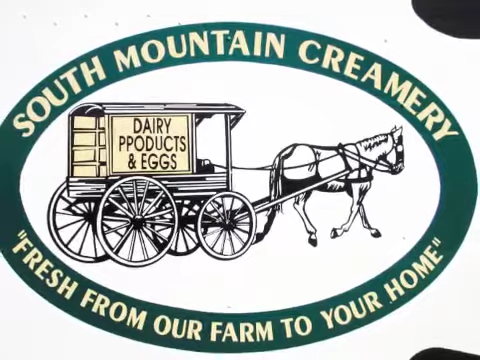 SOUTH MOUNTAIN CREAMERY
DAIRY
PPODUCTS
& EGGS
"FRESH FROM OUR FARM TO YOUR HOME"